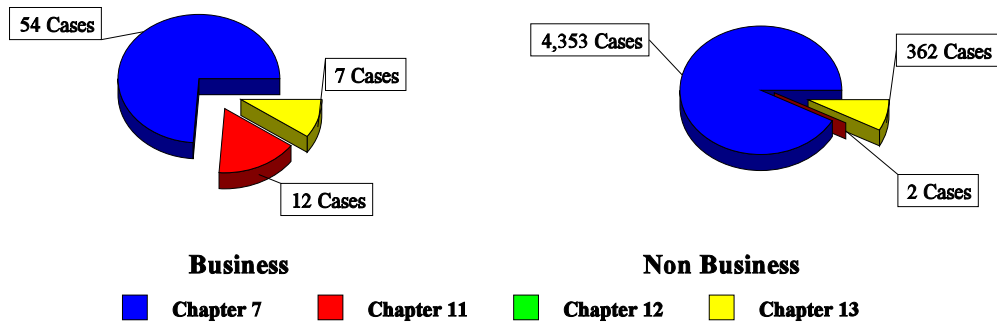 54 Cases
7 Cases
12 Cases
4,353 Cases
362 Cases
2 Cases
Business
Non Business
Chapter 7
Chapter 11
Chapter 12
Chapter 13